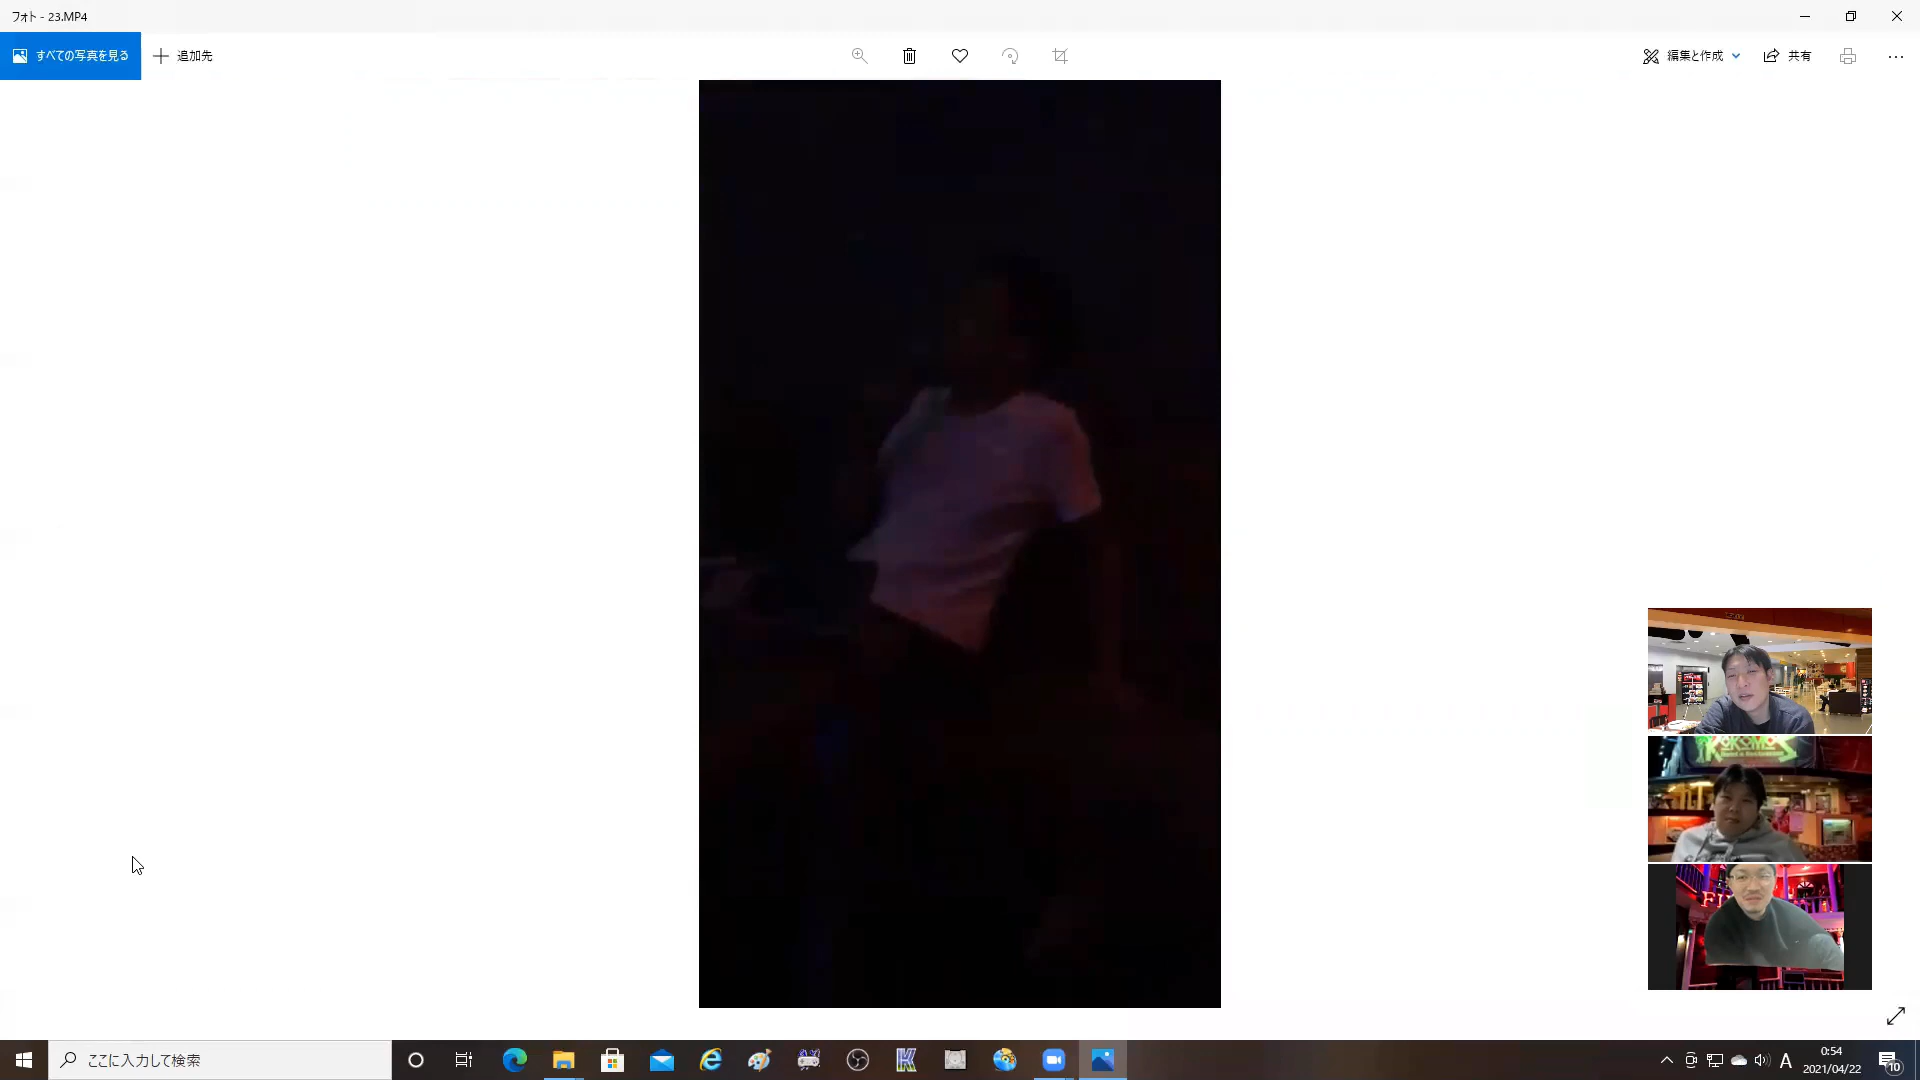 フォト - 23.MP4
すべての写真を見る
追加先
編集と作成
共有
KOKOMOS
ここに入力して検索
A
0:54
2021/04/22
10